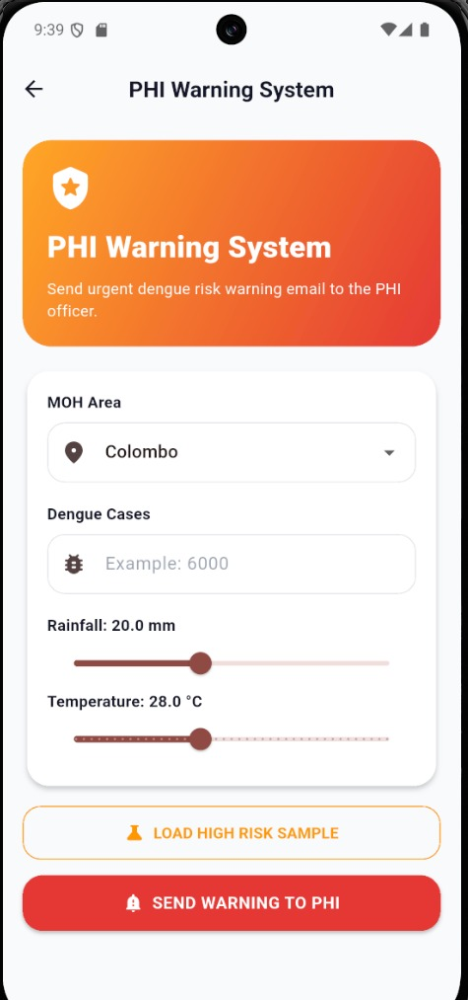 9:39
PHI Warning System
PHI Warning System
Send urgent dengue risk warning email to the PHI
officer.
MOH Area
Colombo
Dengue Cases
Example: 6000
Rainfall: 20.0 mm
Temperature: 28.0 °C
LOAD HIGH RISK SAMPLE
SEND WARNING TO PHI